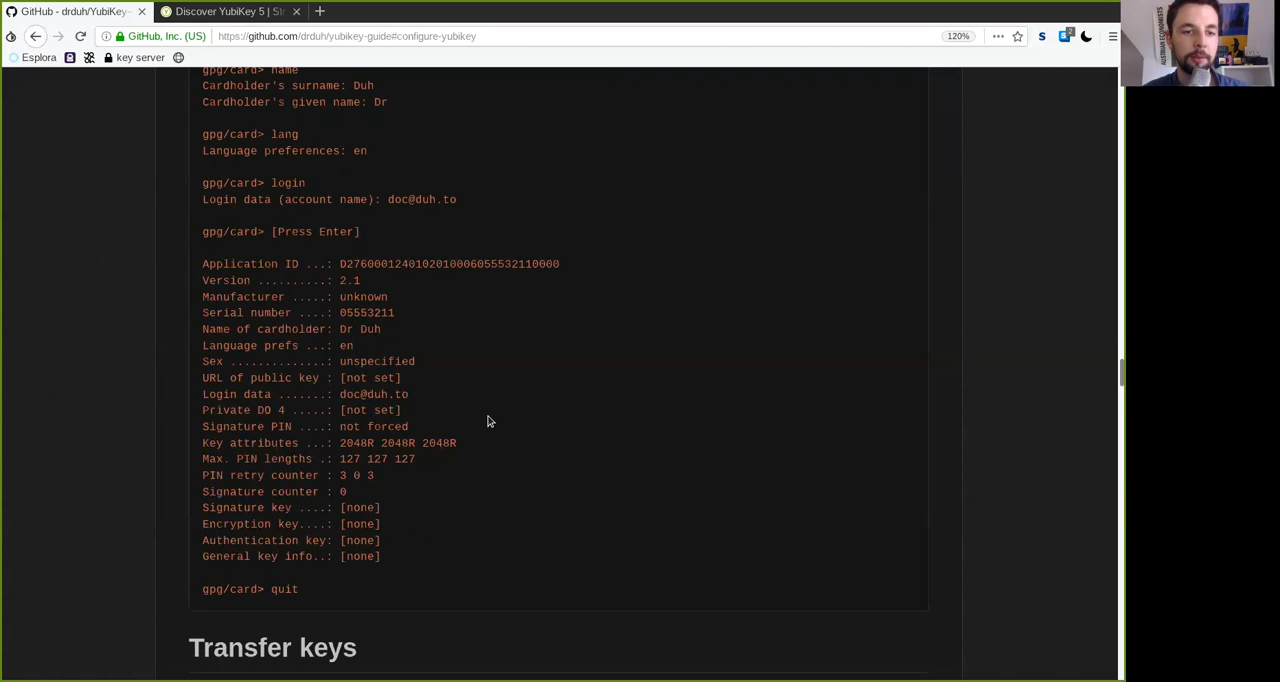 GitHub - drduh/YubiKey-
Discover YubiKey 5 | Str
GitHub, Inc. (US)
https://github.com/drduh/yubikey-guide#configure-yubikey
120%
S
2
Esplora
key server
AUSTRIAN ECONOMISTS
gpg/card> name
Cardholder's surname: Duh
Cardholder's given name: Dr
gpg/card> lang
Language preferences: en
gpg/card> login
Login data (account name): doc@duh.to
gpg/card> [Press Enter]
Application ID ...: D2760001240102010006055532110000
Version ..........: 2.1
Manufacturer .....: unknown
Serial number ....: 05553211
Name of cardholder: Dr Duh
Language prefs ...: en
Sex ..............: unspecified
URL of public key : [not set]
Login data .......: doc@duh.to
Private DO 4 .....: [not set]
Signature PIN ....: not forced
Key attributes ...: 2048R 2048R 2048R
Max. PIN lengths .: 127 127 127
PIN retry counter : 3 0 3
Signature counter : 0
Signature key ....: [none]
Encryption key....: [none]
Authentication key: [none]
General key info..: [none]
gpg/card> quit
Transfer keys